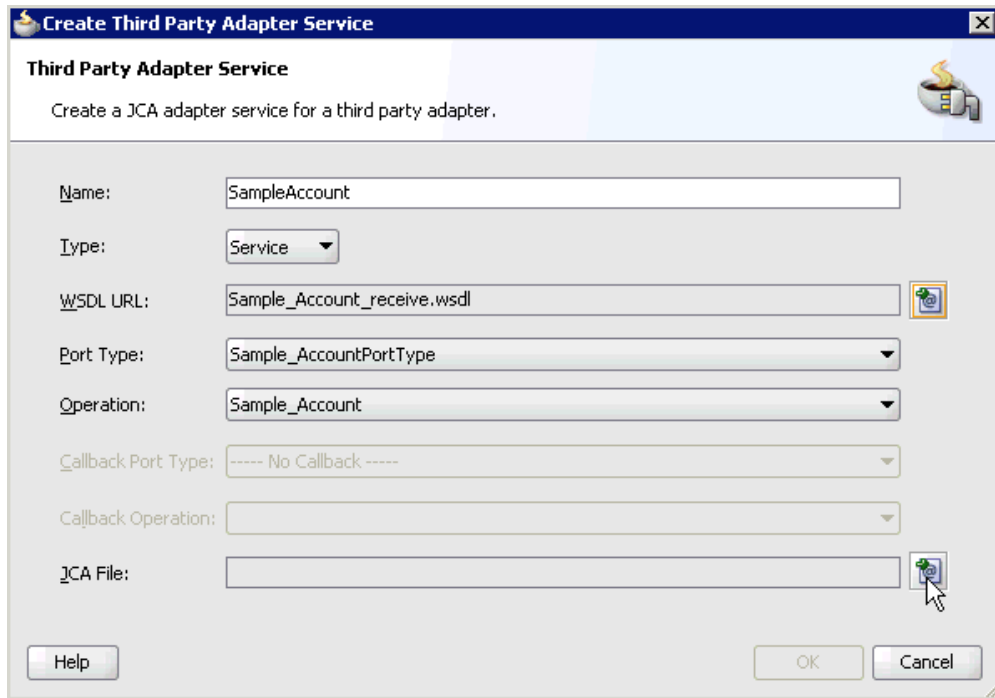 Create Third Party Adapter Service
Third Party Adapter Service
Create a JCA adapter service for a third party adapter.
Name: SampleAccount
Type: Service
WSDL URL: Sample_Account_receive.wsdl
Port Type: Sample_AccountPortType
Operation: Sample_Account
Callback Port Type: ----- No Callback -----
Callback Operation:
JCA File:
Help OK Cancel